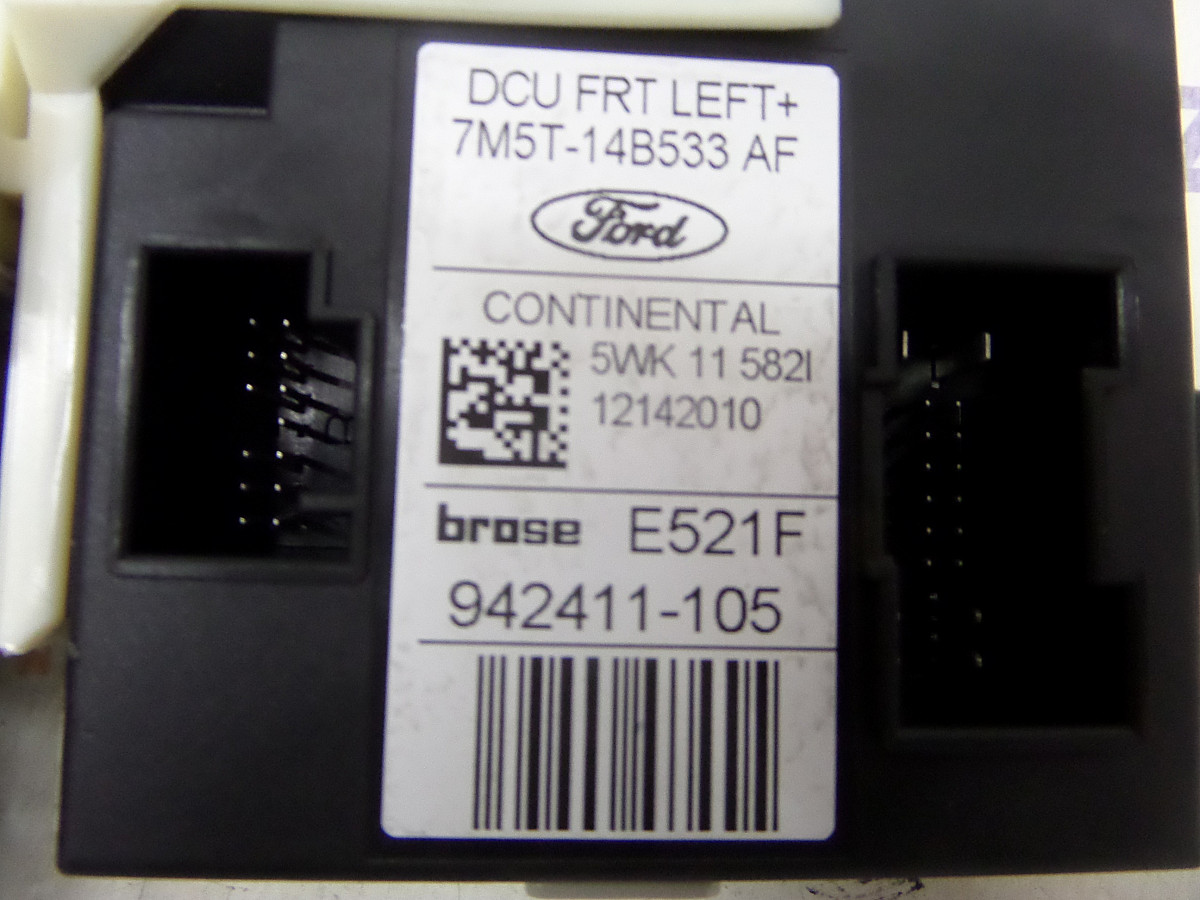 DCU FRT LEFT+
7M5T-14B533 AF
Ford
CONTINENTAL
5WK 11 582I
12142010
brose E521F
942411-105